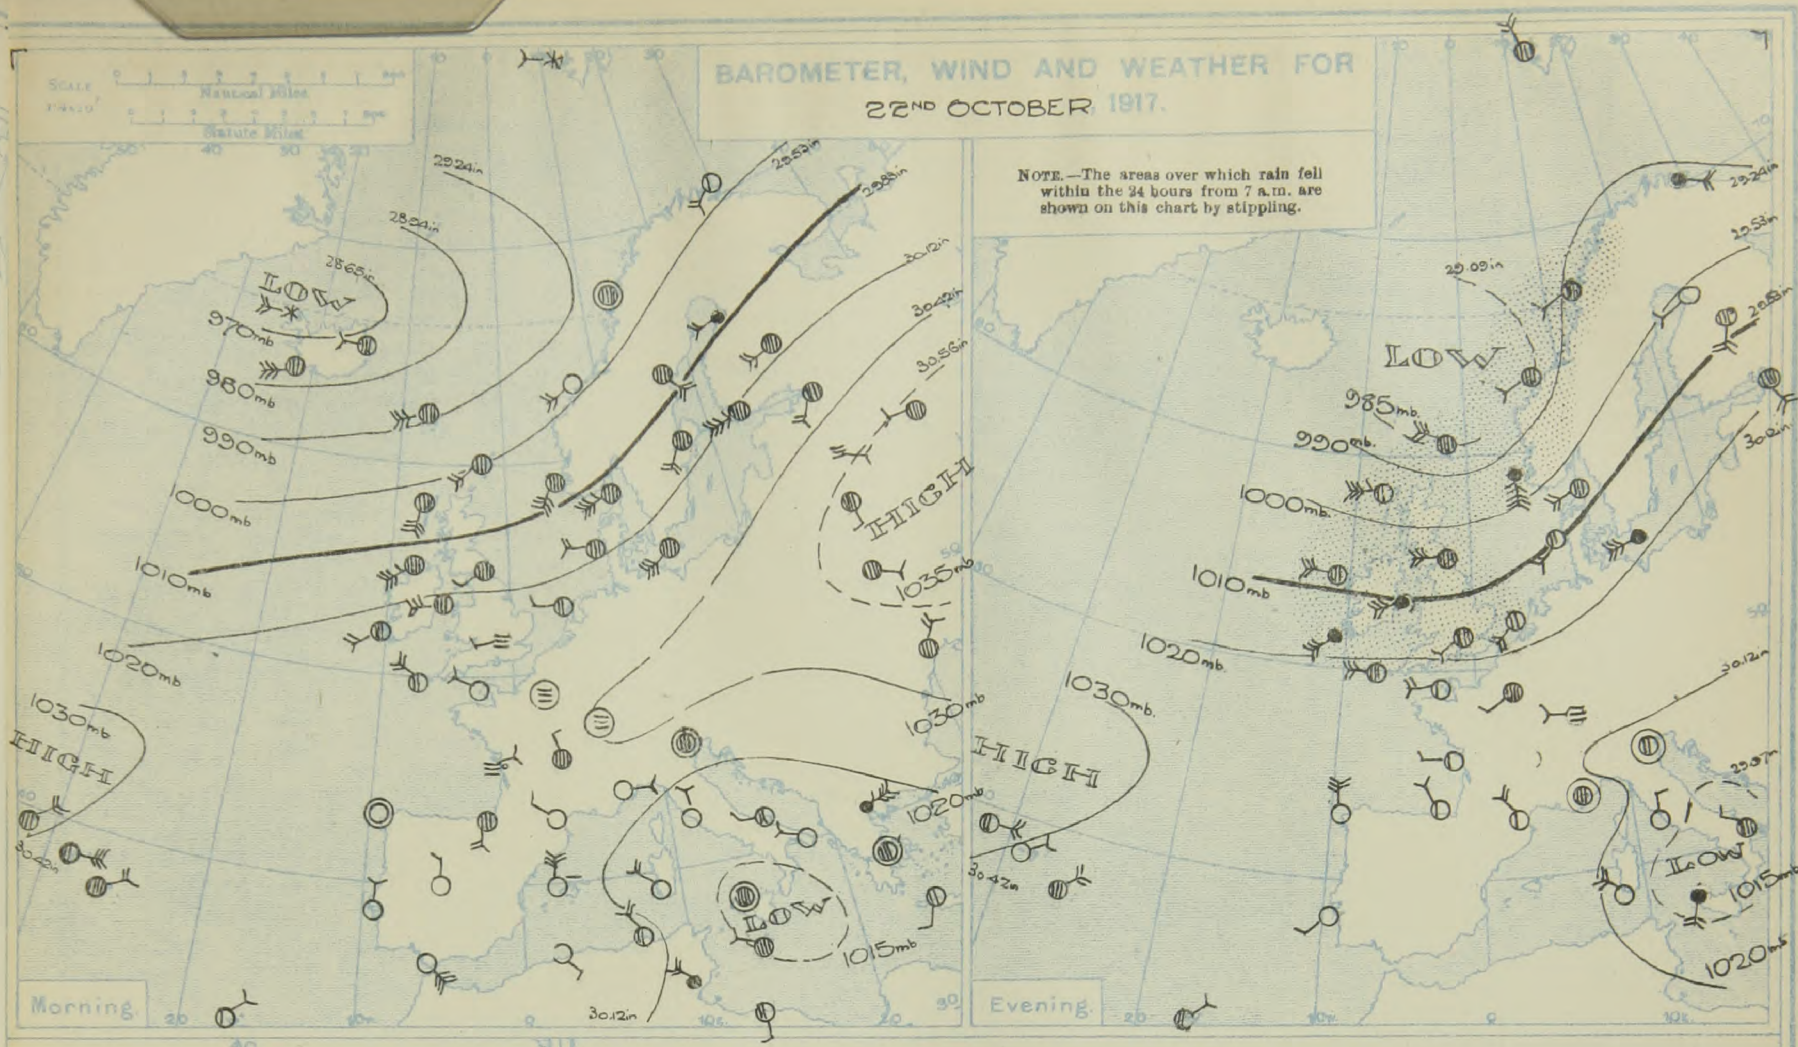 BAROMETER, WIND AND WEATHER FOR
22ND OCTOBER, 1917.
SCALE
Nautical Miles
Statute Miles
NOTE.—The areas over which rain fell
within the 24 hours from 7 a.m. are
shown on this chart by stippling.
29.24in
28.94in
28.65in
LOW
970mb
980mb
990mb
1000mb
1010mb
1020mb
1030mb
HIGH
30.42in
29.53in
29.83in
30.12in
30.42in
30.56in
HIGH
1035mb
1030mb
1020mb
LOW
1015mb
30.12in
Morning.
29.24in
29.53in
29.83in
30.12in
29.09in
LOW
985mb.
990mb.
1000mb.
1010mb
1020mb.
1030mb.
HIGH
30.42in
30.12in
29.97in
LOW
1015mb
1020mb
Evening.